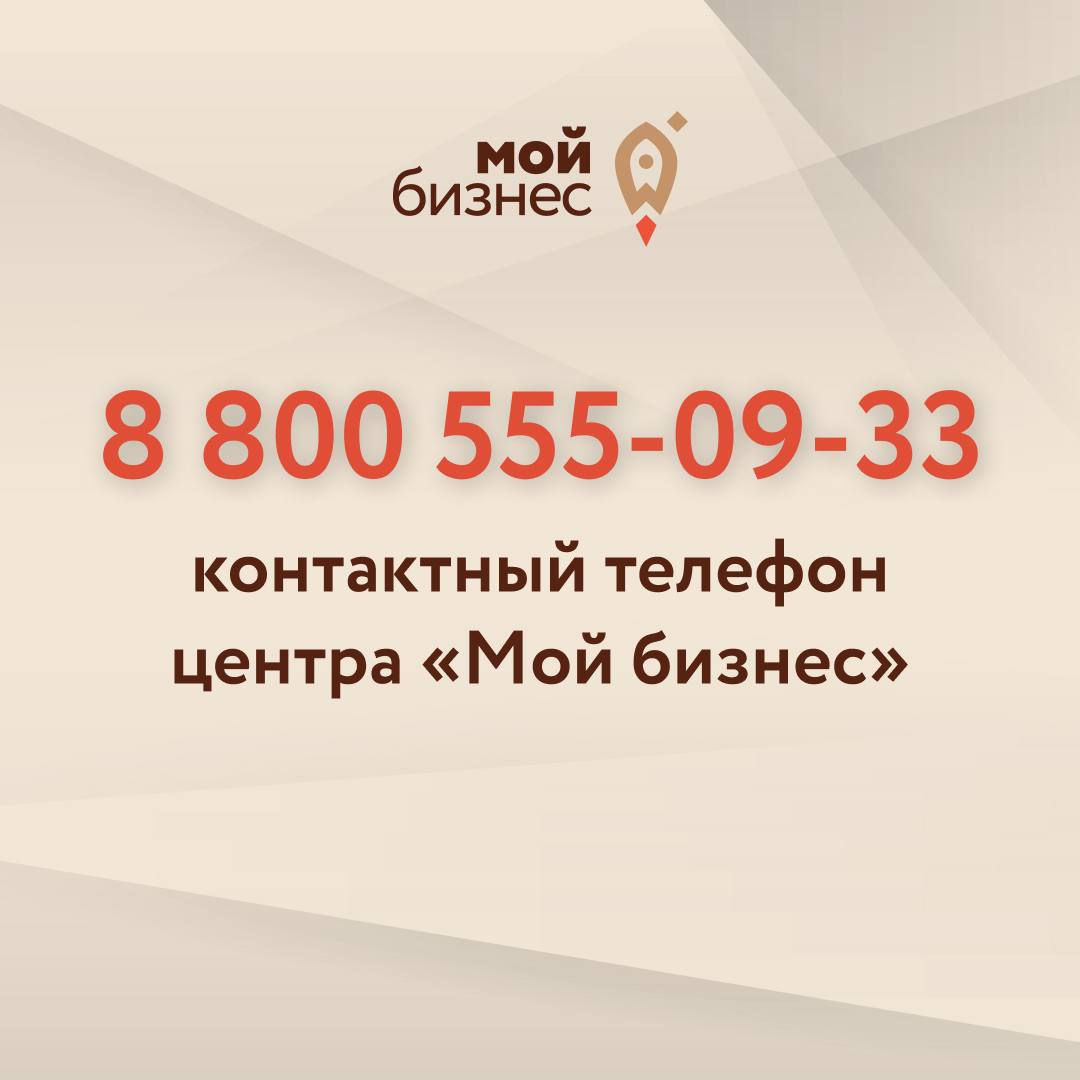 мой
бизнес
8 800 555-09-33
контактный телефон
центра «Мой бизнес»